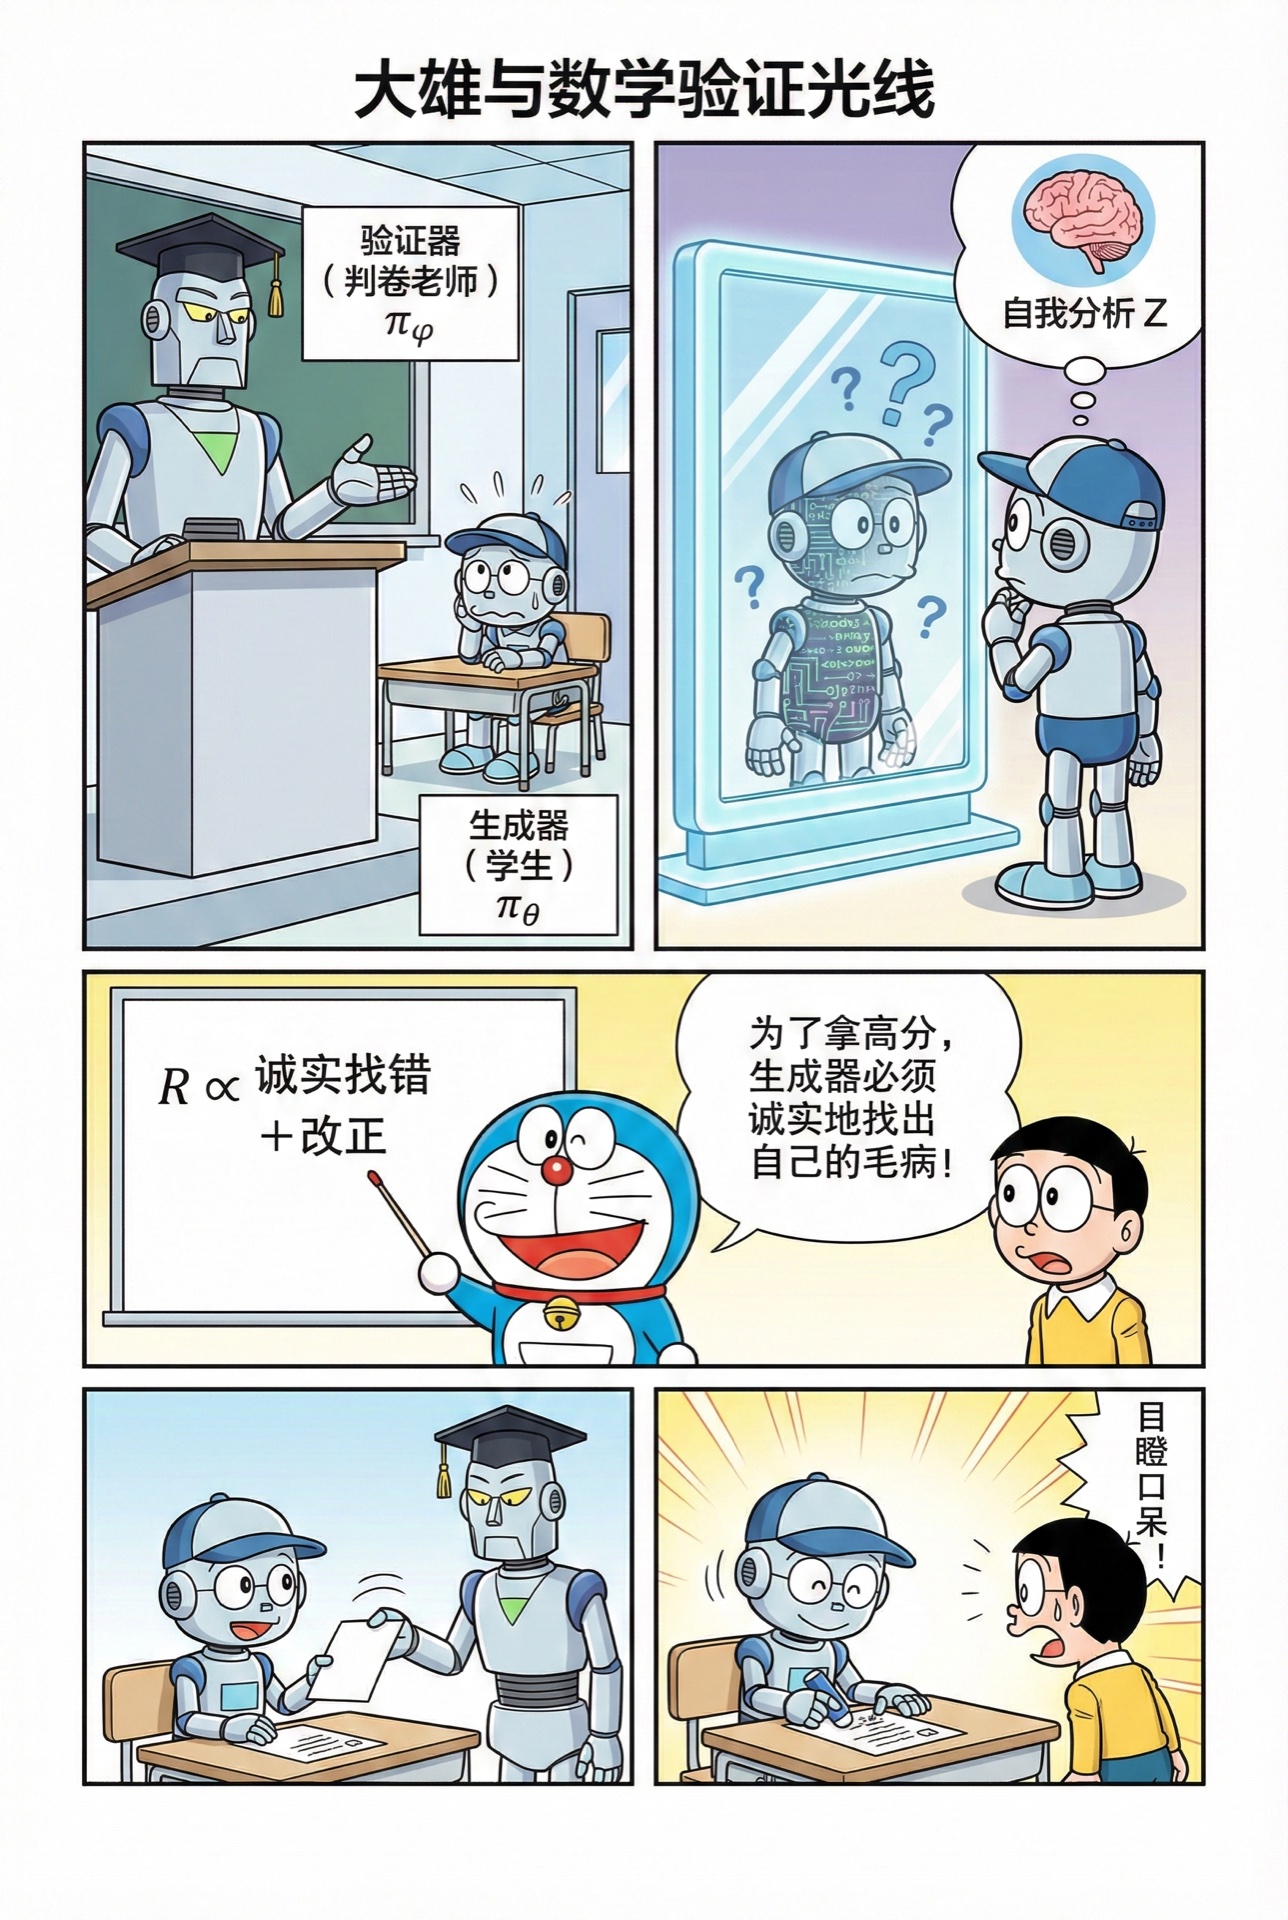 大雄与数学验证光线
验证器
（判卷老师）
π_φ
自我分析 Z
? ? ? ? ?
生成器
（学生）
π_θ
R ∝ 诚实找错
+改正
为了拿高分，
生成器必须
诚实地找出
自己的毛病！
目瞪口呆！